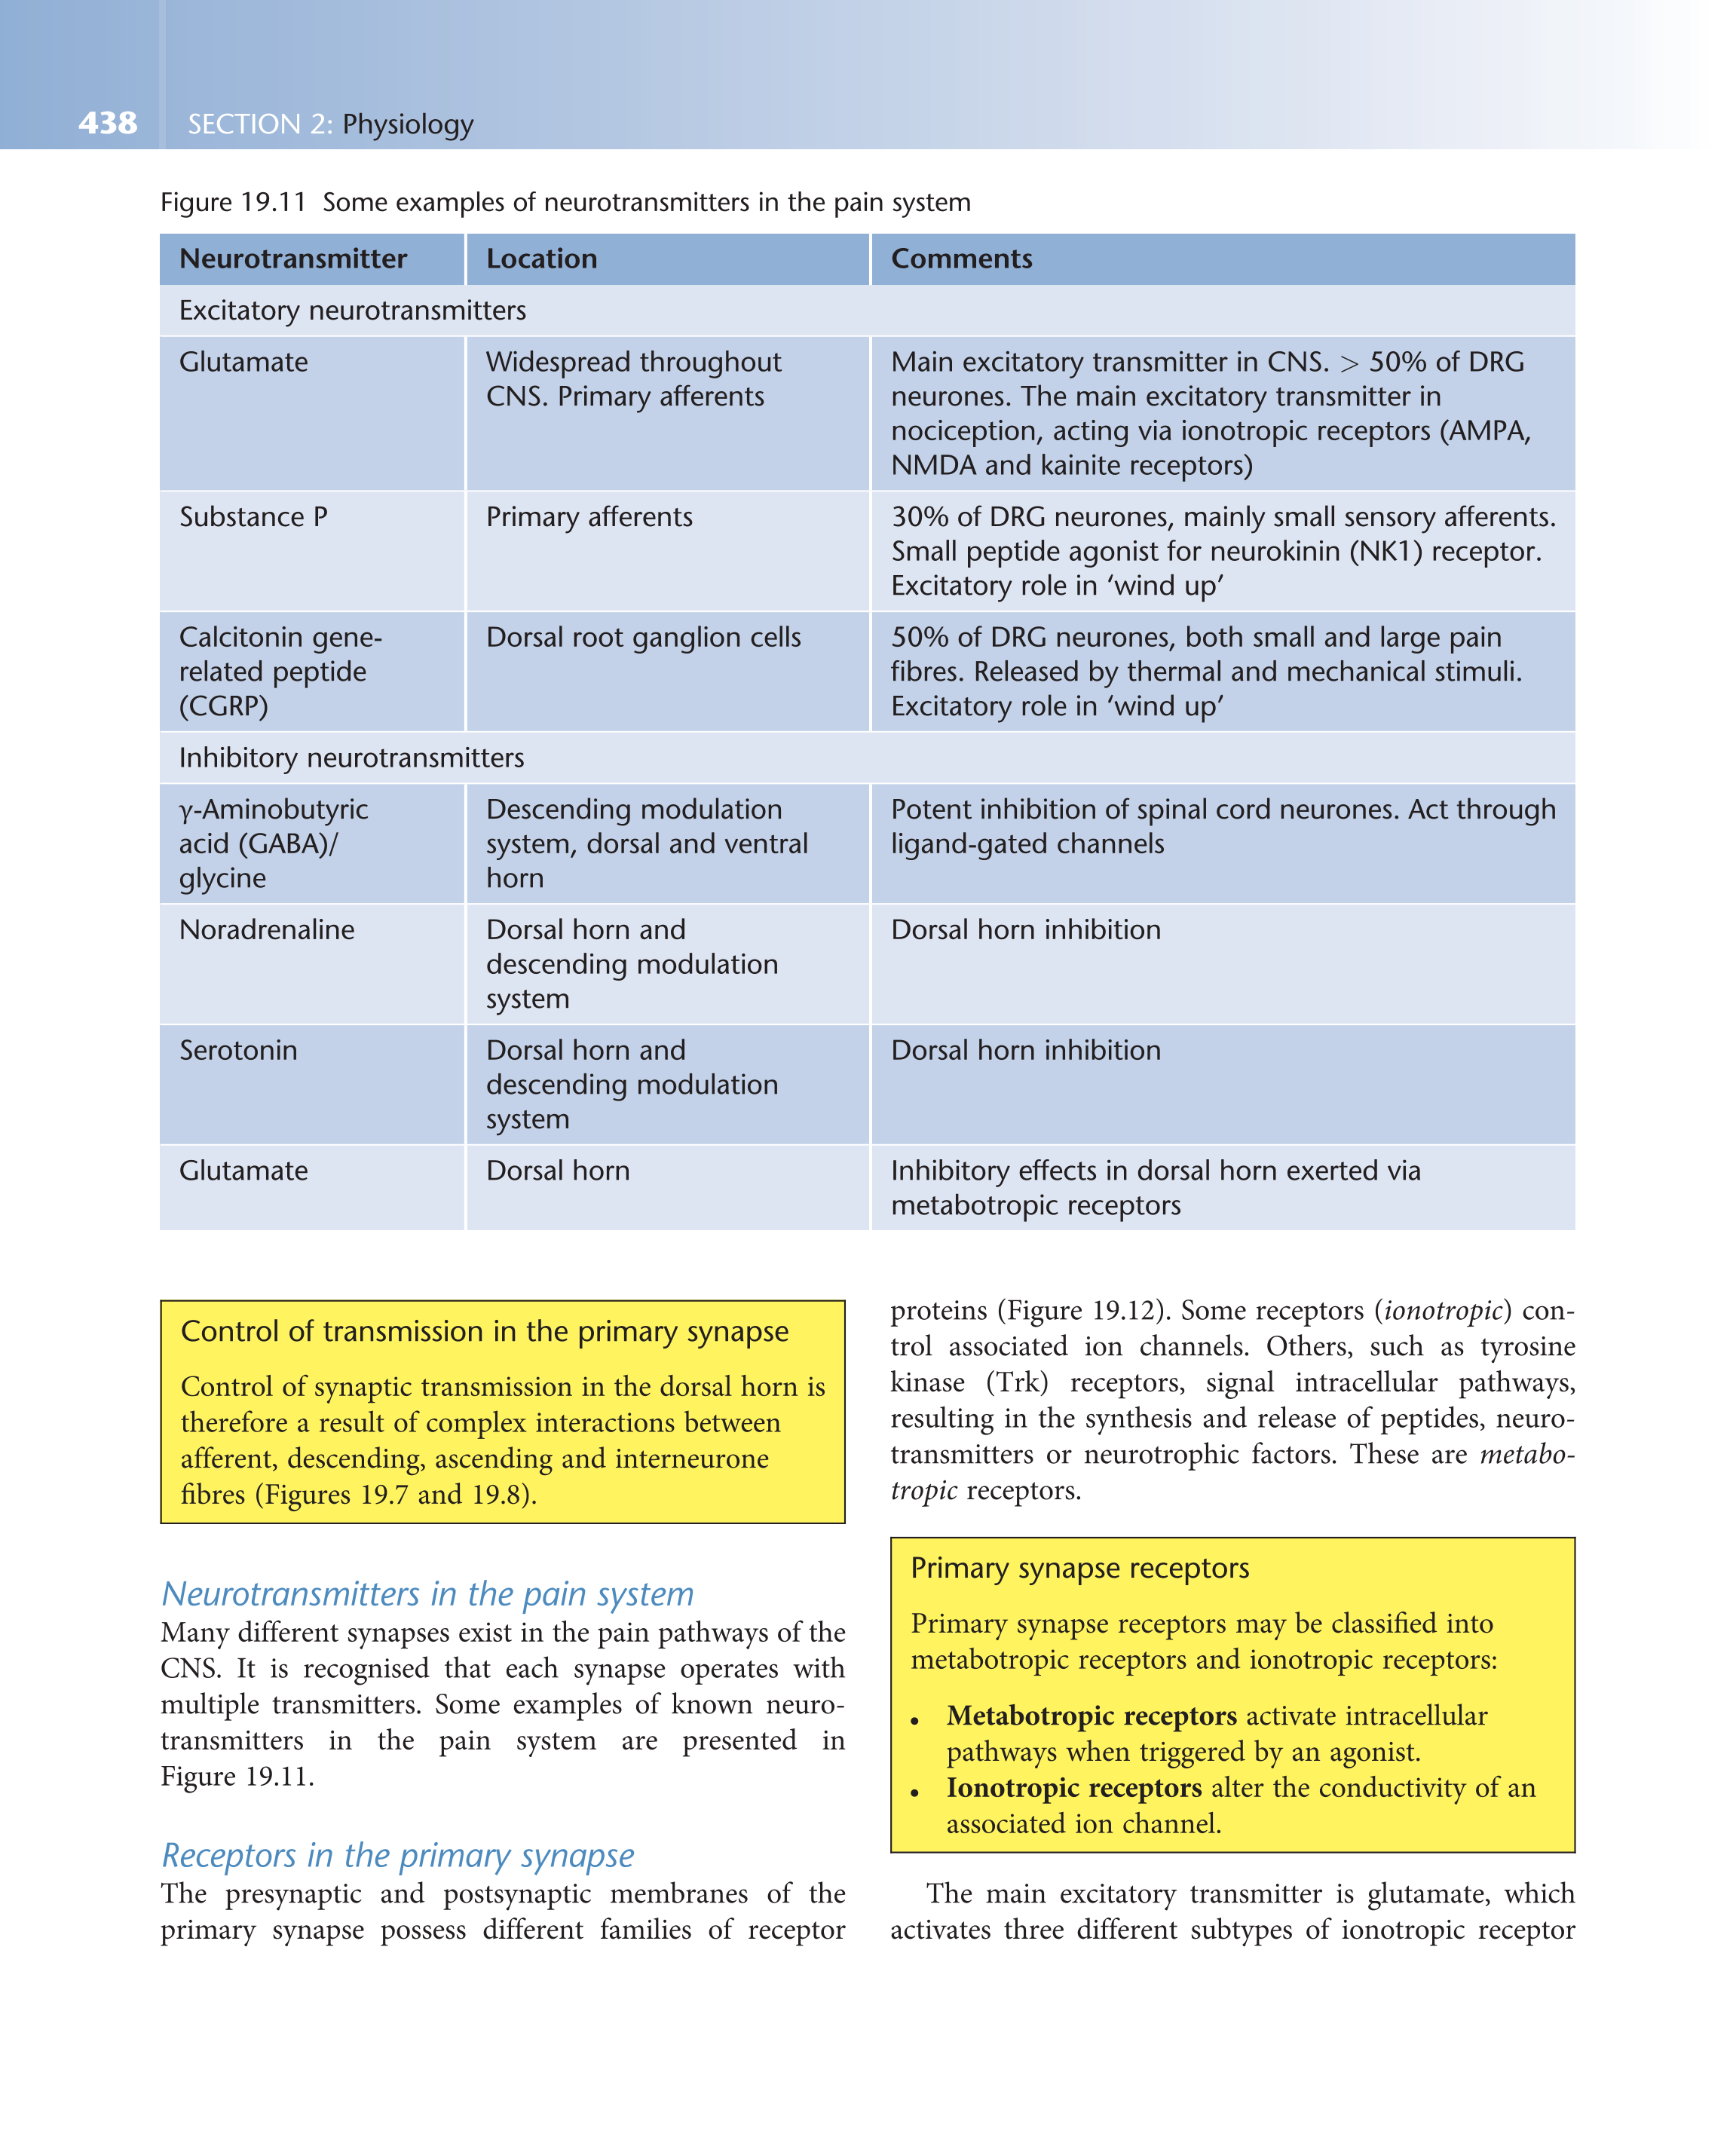 438 SECTION 2: Physiology
Figure 19.11 Some examples of neurotransmitters in the pain system
Neurotransmitter Location Comments
Excitatory neurotransmitters
Glutamate
Widespread throughout
CNS. Primary afferents
Main excitatory transmitter in CNS. > 50% of DRG
neurones. The main excitatory transmitter in
nociception, acting via ionotropic receptors (AMPA,
NMDA and kainite receptors)
Substance P
Primary afferents
30% of DRG neurones, mainly small sensory afferents.
Small peptide agonist for neurokinin (NK1) receptor.
Excitatory role in ‘wind up’
Calcitonin gene-
related peptide
(CGRP)
Dorsal root ganglion cells
50% of DRG neurones, both small and large pain
fibres. Released by thermal and mechanical stimuli.
Excitatory role in ‘wind up’
Inhibitory neurotransmitters
γ-Aminobutyric
acid (GABA)/
glycine
Descending modulation
system, dorsal and ventral
horn
Potent inhibition of spinal cord neurones. Act through
ligand-gated channels
Noradrenaline
Dorsal horn and
descending modulation
system
Dorsal horn inhibition
Serotonin
Dorsal horn and
descending modulation
system
Dorsal horn inhibition
Glutamate
Dorsal horn
Inhibitory effects in dorsal horn exerted via
metabotropic receptors
Control of transmission in the primary synapse
Control of synaptic transmission in the dorsal horn is
therefore a result of complex interactions between
afferent, descending, ascending and interneurone
fibres (Figures 19.7 and 19.8).
Neurotransmitters in the pain system
Many different synapses exist in the pain pathways of the
CNS. It is recognised that each synapse operates with
multiple transmitters. Some examples of known neuro-
transmitters in the pain system are presented in
Figure 19.11.
Receptors in the primary synapse
The presynaptic and postsynaptic membranes of the
primary synapse possess different families of receptor
proteins (Figure 19.12). Some receptors (ionotropic) con-
trol associated ion channels. Others, such as tyrosine
kinase (Trk) receptors, signal intracellular pathways,
resulting in the synthesis and release of peptides, neuro-
transmitters or neurotrophic factors. These are metabo-
tropic receptors.
Primary synapse receptors
Primary synapse receptors may be classified into
metabotropic receptors and ionotropic receptors:
• Metabotropic receptors activate intracellular
pathways when triggered by an agonist.
• Ionotropic receptors alter the conductivity of an
associated ion channel.
The main excitatory transmitter is glutamate, which
activates three different subtypes of ionotropic receptor